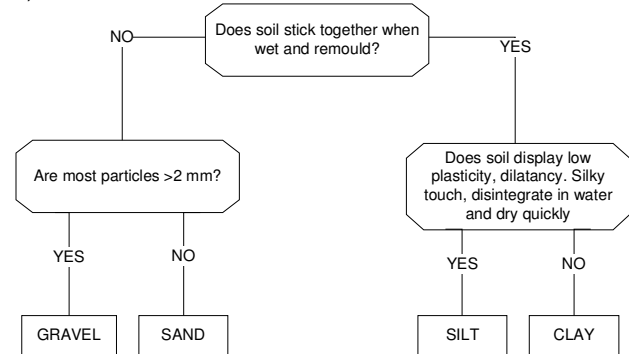 Does soil stick together when
wet and remould?
NO
YES
Are most particles >2 mm?
Does soil display low
plasticity, dilatancy. Silky
touch, disintegrate in water
and dry quickly
YES
NO
YES
NO
GRAVEL
SAND
SILT
CLAY